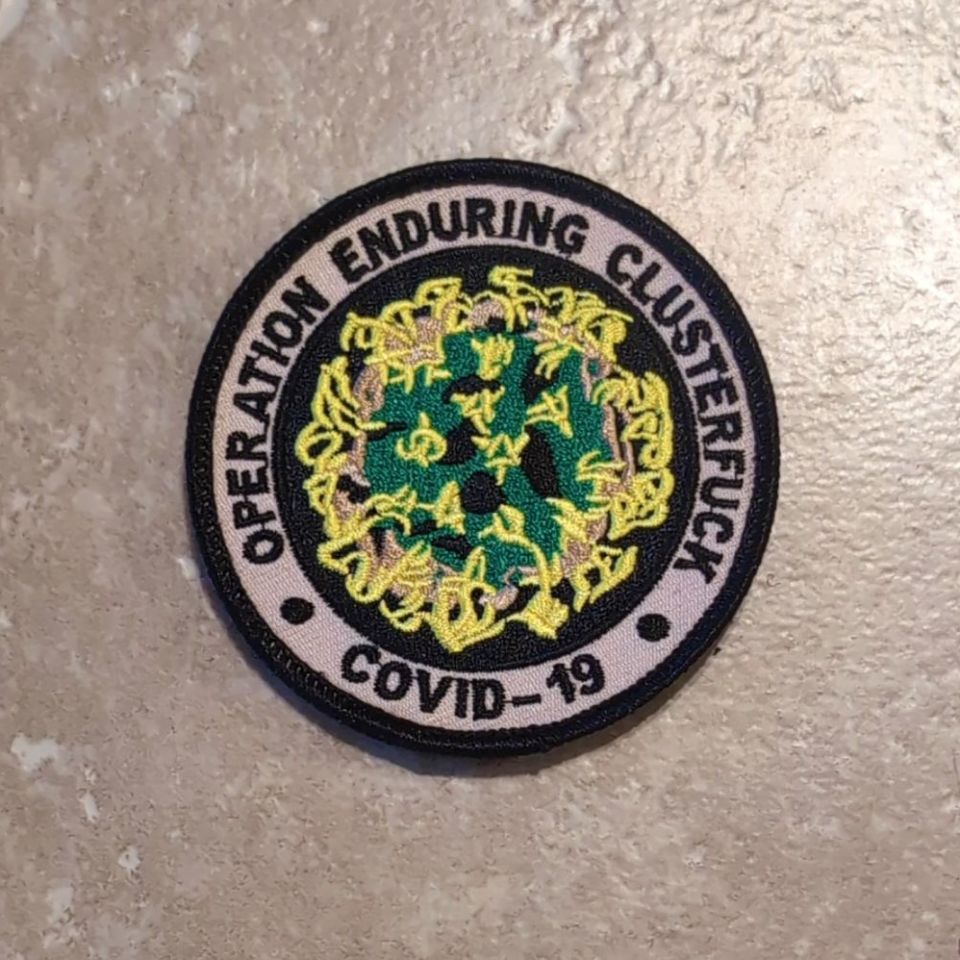 OPERATION ENDURING CLUSTERFUCK
COVID-19